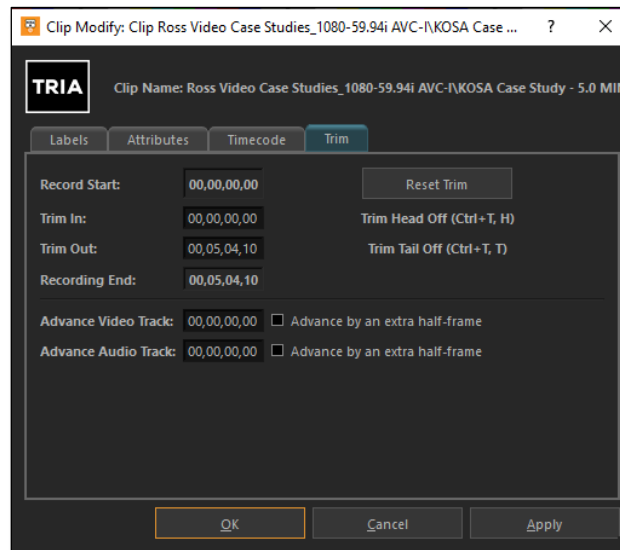 Clip Modify: Clip Ross Video Case Studies_1080-59.94i AVC-I\KOSA Case ... ? ×
TRIA Clip Name: Ross Video Case Studies_1080-59.94i AVC-I\KOSA Case Study - 5.0 MI
Labels Attributes Timecode Trim
Record Start: 00,00,00,00 Reset Trim
Trim In: 00,00,00,00 Trim Head Off (Ctrl+T, H)
Trim Out: 00,05,04,10 Trim Tail Off (Ctrl+T, T)
Recording End: 00,05,04,10
Advance Video Track: 00,00,00,00 Advance by an extra half-frame
Advance Audio Track: 00,00,00,00 Advance by an extra half-frame
OK Cancel Apply